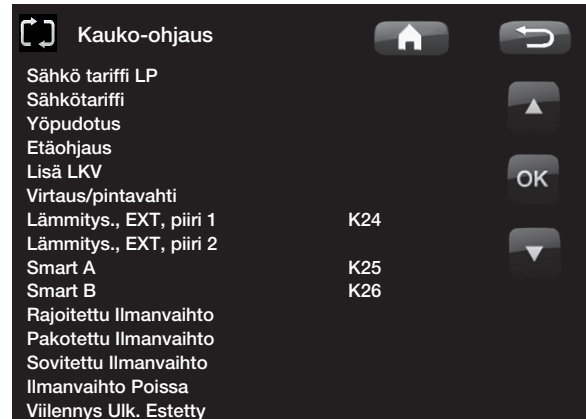 Kauko-ohjaus
Sähkö tariffi LP
Sähkötariffi
Yöpudotus
Etäohjaus
Lisä LKV
Virtaus/pintavahti
Lämmitys., EXT, piiri 1 K24
Lämmitys., EXT, piiri 2
Smart A K25
Smart B K26
Rajoitettu Ilmanvaihto
Pakotettu Ilmanvaihto
Sovitettu Ilmanvaihto
Ilmanvaihto Poissa
Viilennys Ulk. Estetty
OK